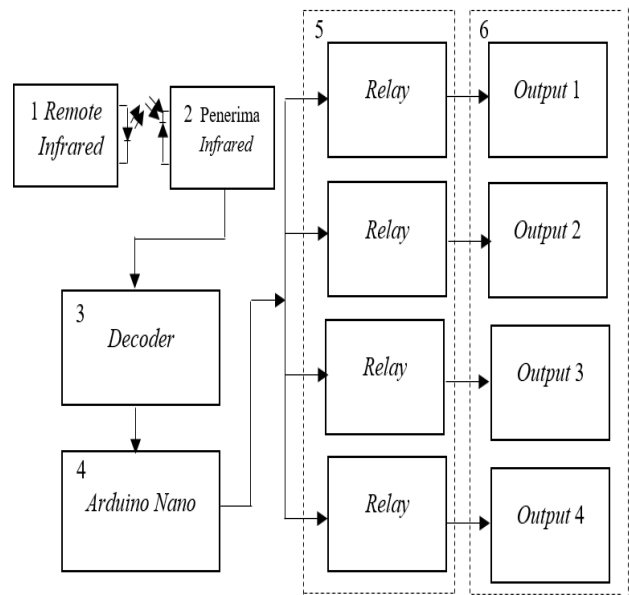 1 Remote
Infrared
2 Penerima
Infrared
3
Decoder
4
Arduino Nano
5
Relay
Relay
Relay
Relay
6
Output 1
Output 2
Output 3
Output 4